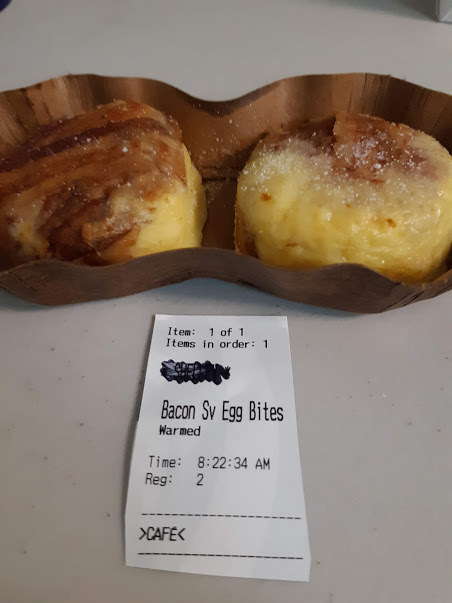 Item: 1 of 1
Items in order: 1
Bacon Sv Egg Bites
Warmed
Time: 8:22:34 AM
Reg: 2
>CAFÉ<